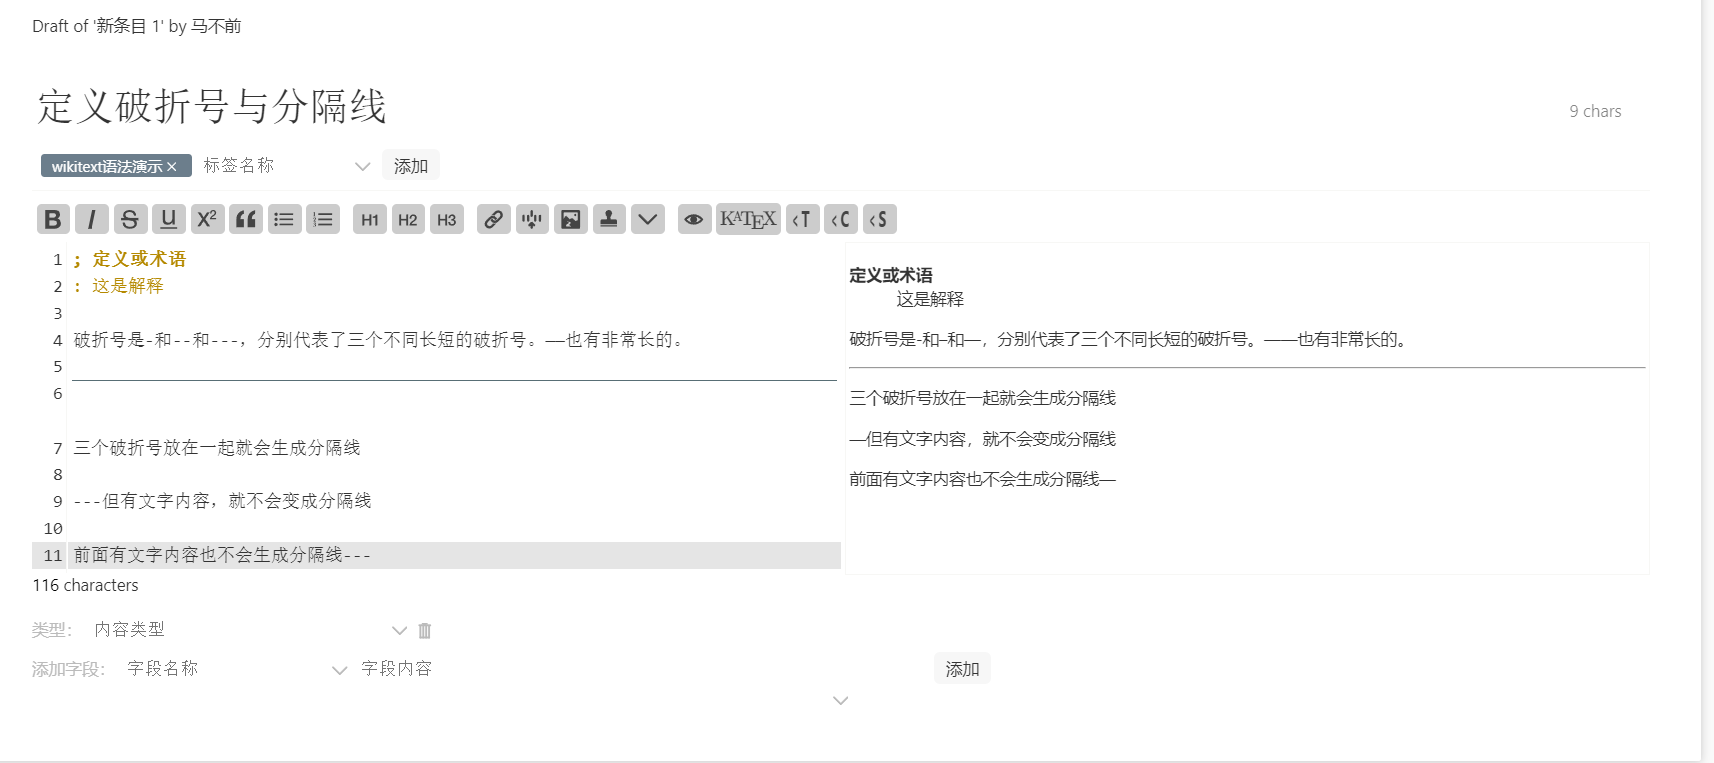 Draft of '新条目 1' by 马不前
定义破折号与分隔线
9 chars
wikitext语法演示 ×
标签名称
添加
B I S U X² H1 H2 H3 KATEX <T <C <S
1 ; 定义或术语
2 : 这是解释
3
4 破折号是-和--和---，分别代表了三个不同长短的破折号。——也有非常长的。
5
6
7 三个破折号放在一起就会生成分隔线
8
9 ---但有文字内容，就不会变成分隔线
10
11 前面有文字内容也不会生成分隔线---
定义或术语
这是解释
破折号是-和–和—，分别代表了三个不同长短的破折号。——也有非常长的。
三个破折号放在一起就会生成分隔线
—但有文字内容，就不会变成分隔线
前面有文字内容也不会生成分隔线—
116 characters
类型：
内容类型
添加字段：
字段名称
字段内容
添加